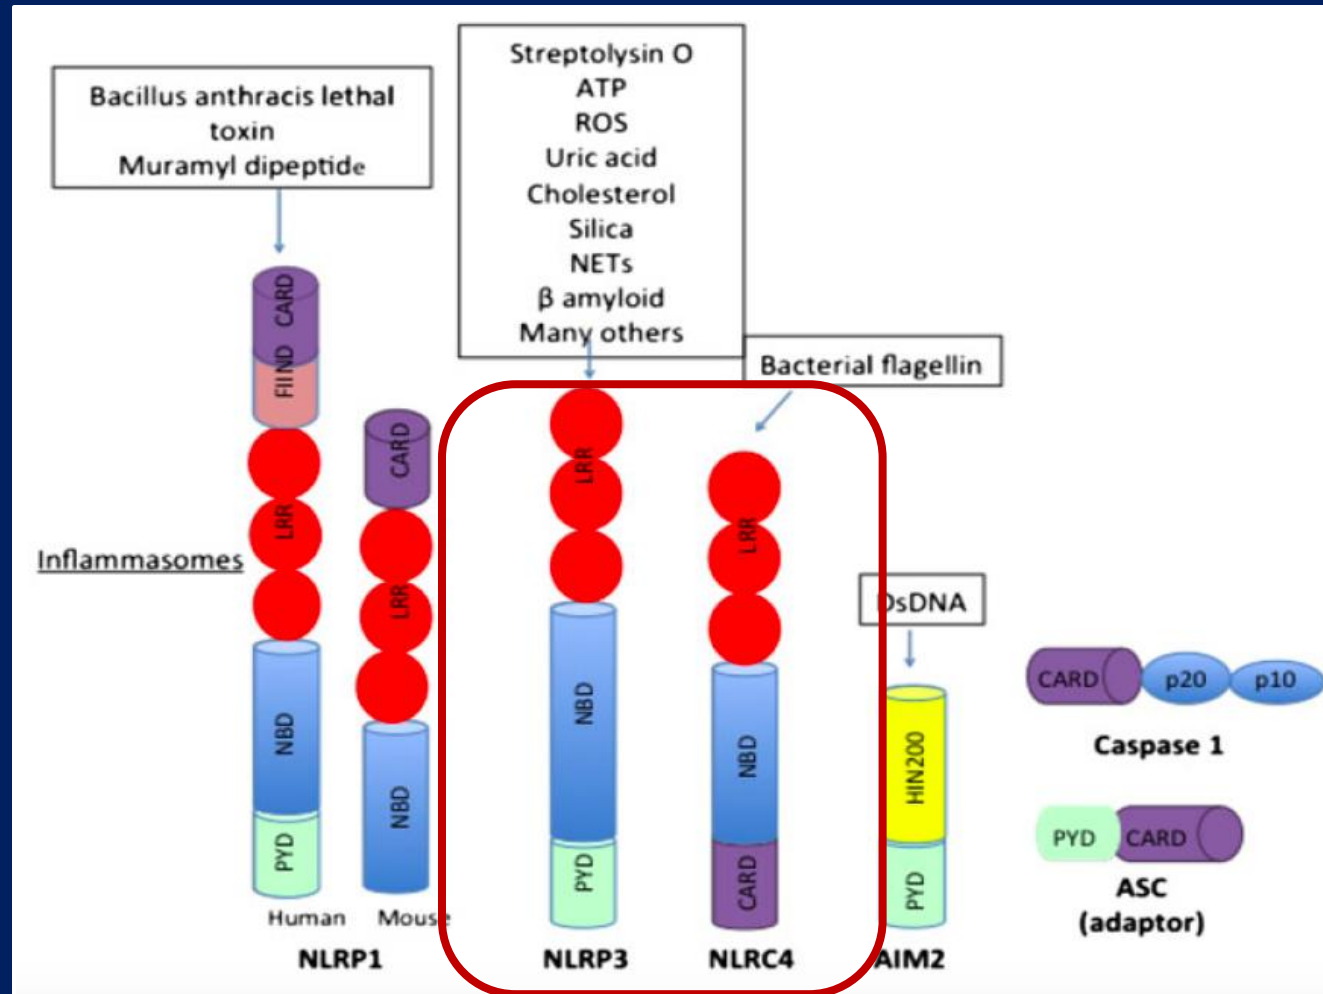 Bacillus anthracis lethal
toxin
Muramyl dipeptide
Streptolysin O
ATP
ROS
Uric acid
Cholesterol
Silica
NETs
β amyloid
Many others
Bacterial flagellin
DsDNA
Inflammasomes
CARD
FIIND
LRR
NBD
PYD
Human
CARD
LRR
NBD
Mouse
NLRP1
LRR
NBD
PYD
NLRP3
LRR
NBD
CARD
NLRC4
HIN200
PYD
AIM2
CARD p20 p10
Caspase 1
PYD CARD
ASC
(adaptor)